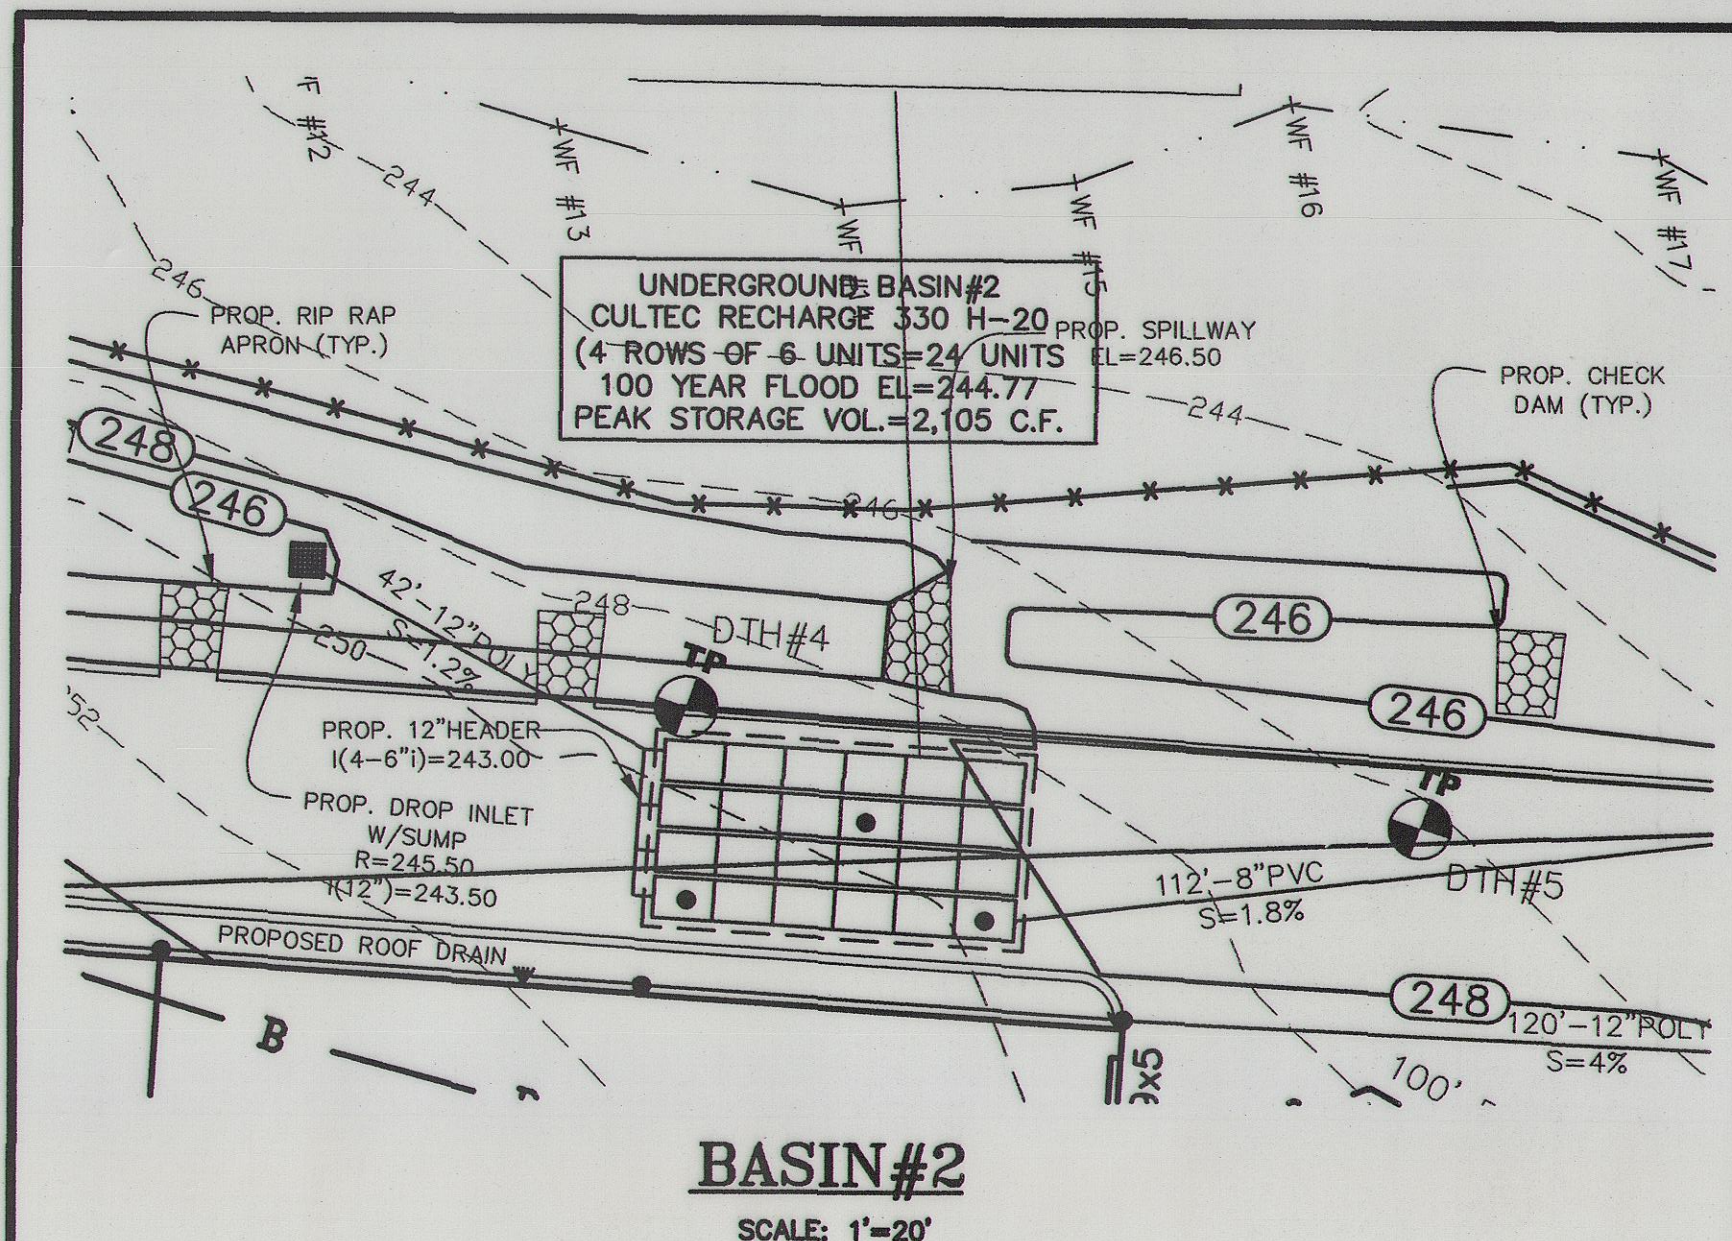 WF #13
WF
WF #15
WF #16
WF #17
244
246
UNDERGROUND BASIN#2
CULTEC RECHARGE 330 H-20
(4 ROWS OF 6 UNITS=24 UNITS
100 YEAR FLOOD EL=244.77
PEAK STORAGE VOL.=2,105 C.F.
PROP. RIP RAP
APRON (TYP.)
PROP. SPILLWAY
EL=246.50
PROP. CHECK
DAM (TYP.)
244
248
246
246
42'-12"POLY
S=1.2%
248
DTH#4
TP
250
246
246
PROP. 12"HEADER
I(4-6"i)=243.00
PROP. DROP INLET
W/SUMP
R=245.50
I(12")=243.50
TP
DTH#5
112'-8"PVC
S=1.8%
PROPOSED ROOF DRAIN
248
120'-12"POLY
S=4%
100'
B
BASIN#2
SCALE: 1'=20'